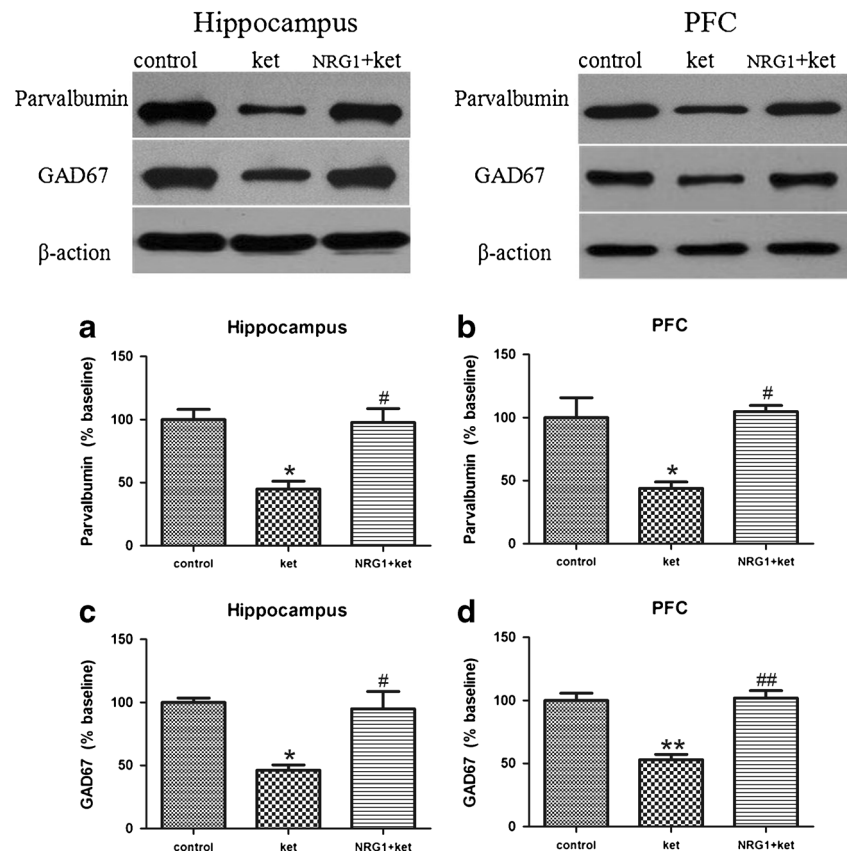 Hippocampus
control ket NRG1+ket
Parvalbumin
GAD67
β-action
PFC
control ket NRG1+ket
Parvalbumin
GAD67
β-action
a
Hippocampus
Parvalbumin (% baseline)
150
100
50
0
*
#
control ket NRG1+ket
b
PFC
Parvalbumin (% baseline)
150
100
50
0
*
#
control ket NRG1+ket
c
Hippocampus
GAD67 (% baseline)
150
100
50
0
*
#
control ket NRG1+ket
d
PFC
GAD67 (% baseline)
150
100
50
0
**
##
control ket NRG1+ket